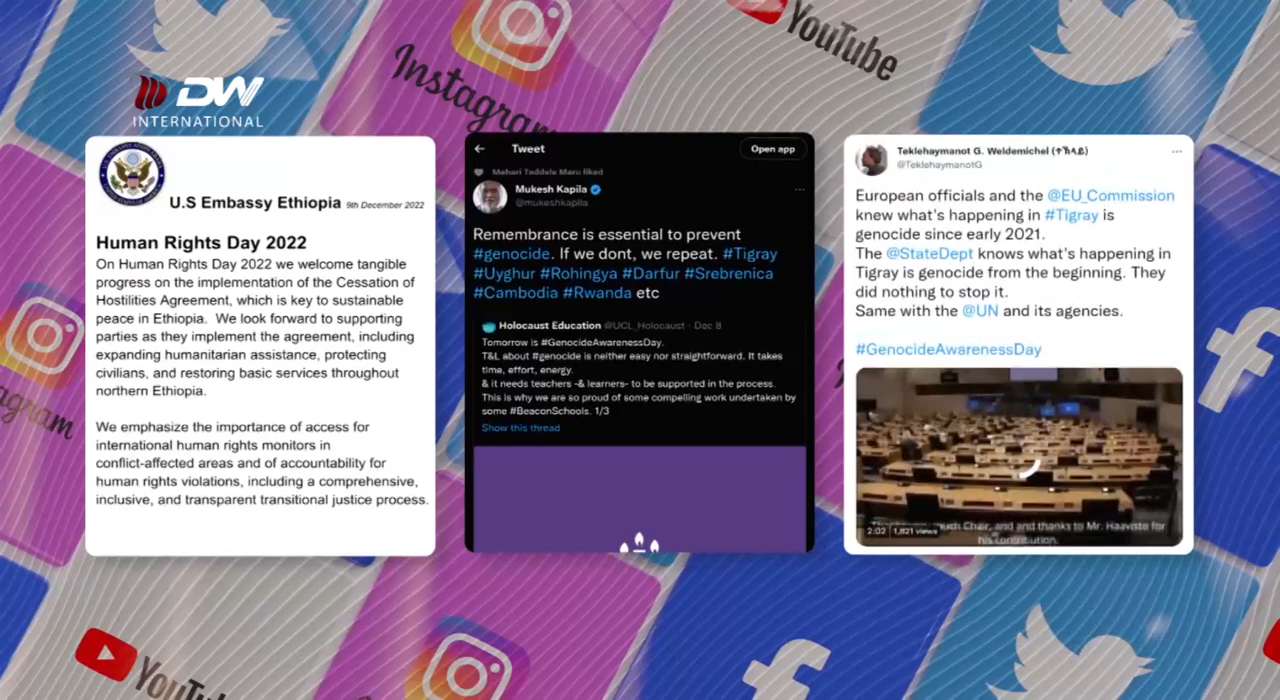 YouTube
Instagram
DW
INTERNATIONAL
U.S Embassy Ethiopia 9th December 2022
Human Rights Day 2022
On Human Rights Day 2022 we welcome tangible
progress on the implementation of the Cessation of
Hostilities Agreement, which is key to sustainable
peace in Ethiopia. We look forward to supporting
parties as they implement the agreement, including
expanding humanitarian assistance, protecting
civilians, and restoring basic services throughout
northern Ethiopia.
We emphasize the importance of access for
international human rights monitors in
conflict-affected areas and of accountability for
human rights violations, including a comprehensive,
inclusive, and transparent transitional justice process.
Tweet
Open app
Mehari Taddele Maru liked
Mukesh Kapila
@mukeshkapila
Remembrance is essential to prevent
#genocide. If we dont, we repeat. #Tigray
#Uyghur #Rohingya #Darfur #Srebrenica
#Cambodia #Rwanda etc
Holocaust Education @UCL_Holocaust · Dec 8
Tomorrow is #GenocideAwarenessDay.
T&L about #genocide is neither easy nor straightforward. It takes
time, effort, energy.
& it needs teachers -& learners- to be supported in the process.
This is why we are so proud of some compelling work undertaken by
some #BeaconSchools. 1/3
Show this thread
Teklehaymanot G. Weldemichel
@TeklehaymanotG
European officials and the @EU_Commission
knew what's happening in #Tigray is
genocide since early 2021.
The @StateDept knows what's happening in
Tigray is genocide from the beginning. They
did nothing to stop it.
Same with the @UN and its agencies.
#GenocideAwarenessDay
Chair, and and thanks to Mr. Haavisto for
his contribution.
2:02 1,821 views
agram
YouTu